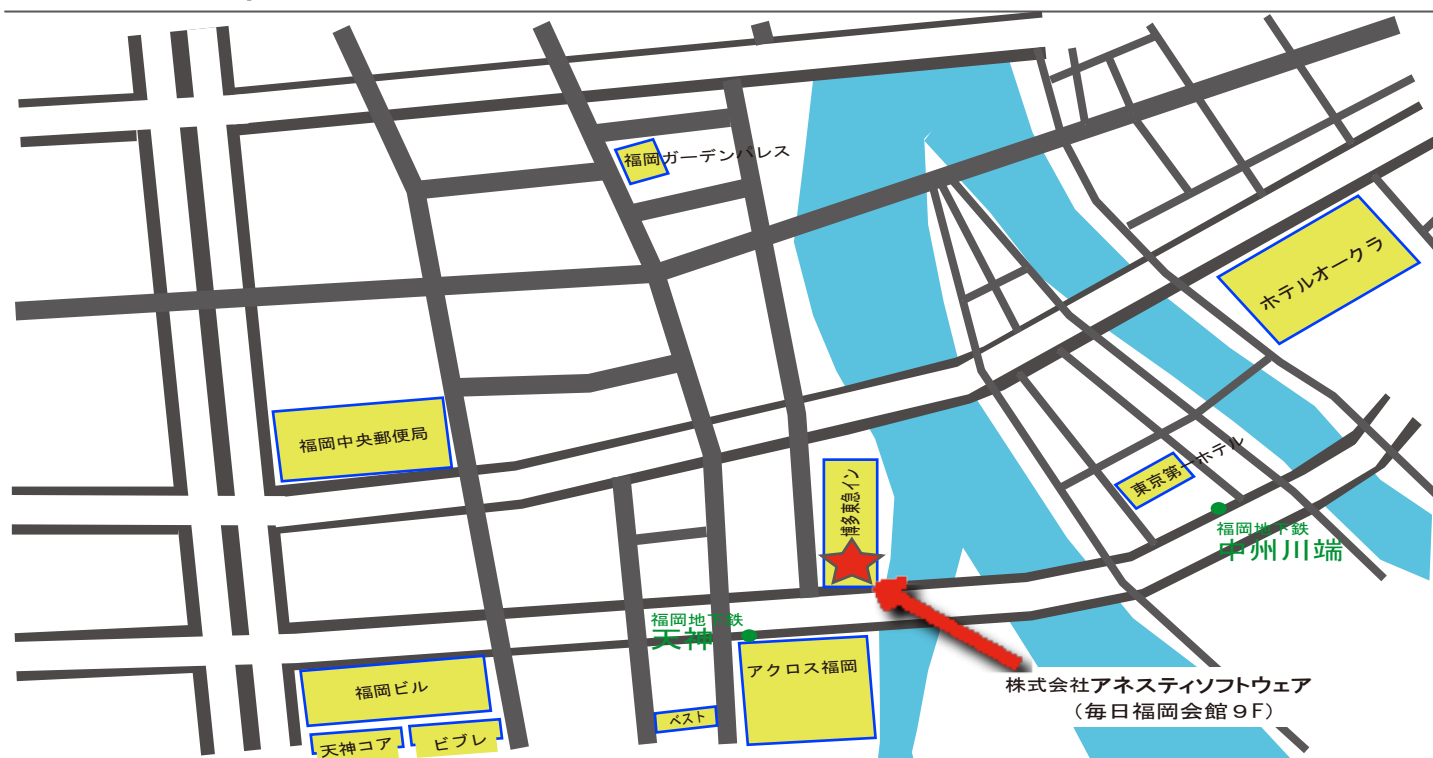 福岡ガーデンパレス
ホテルオークラ
福岡中央郵便局
博多東急イン
東京第一ホテル
福岡地下鉄
中州川端
福岡地下鉄
天神
アクロス福岡
福岡ビル
株式会社アネスティソフトウェア
(毎日福岡会館9F)
ベスト
天神コア
ビブレ